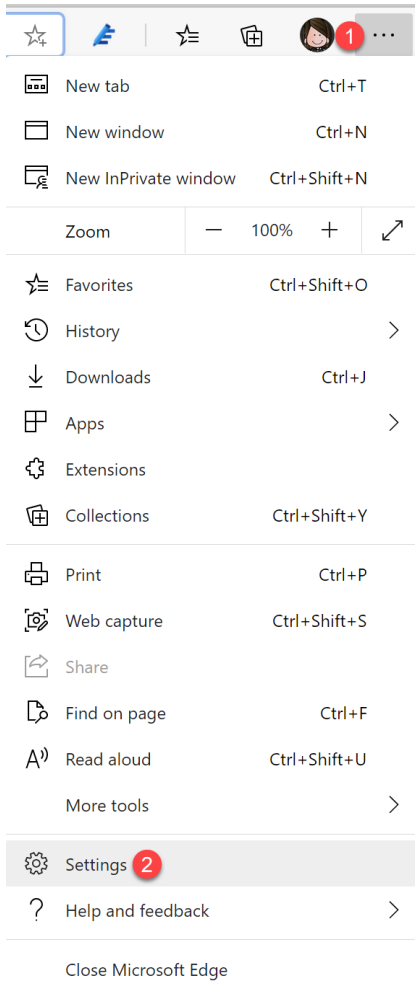 1 ...
New tab Ctrl+T
New window Ctrl+N
New InPrivate window Ctrl+Shift+N
Zoom — 100% +
Favorites Ctrl+Shift+O
History
Downloads Ctrl+J
Apps
Extensions
Collections Ctrl+Shift+Y
Print Ctrl+P
Web capture Ctrl+Shift+S
Share
Find on page Ctrl+F
Read aloud Ctrl+Shift+U
More tools
Settings 2
Help and feedback
Close Microsoft Edge